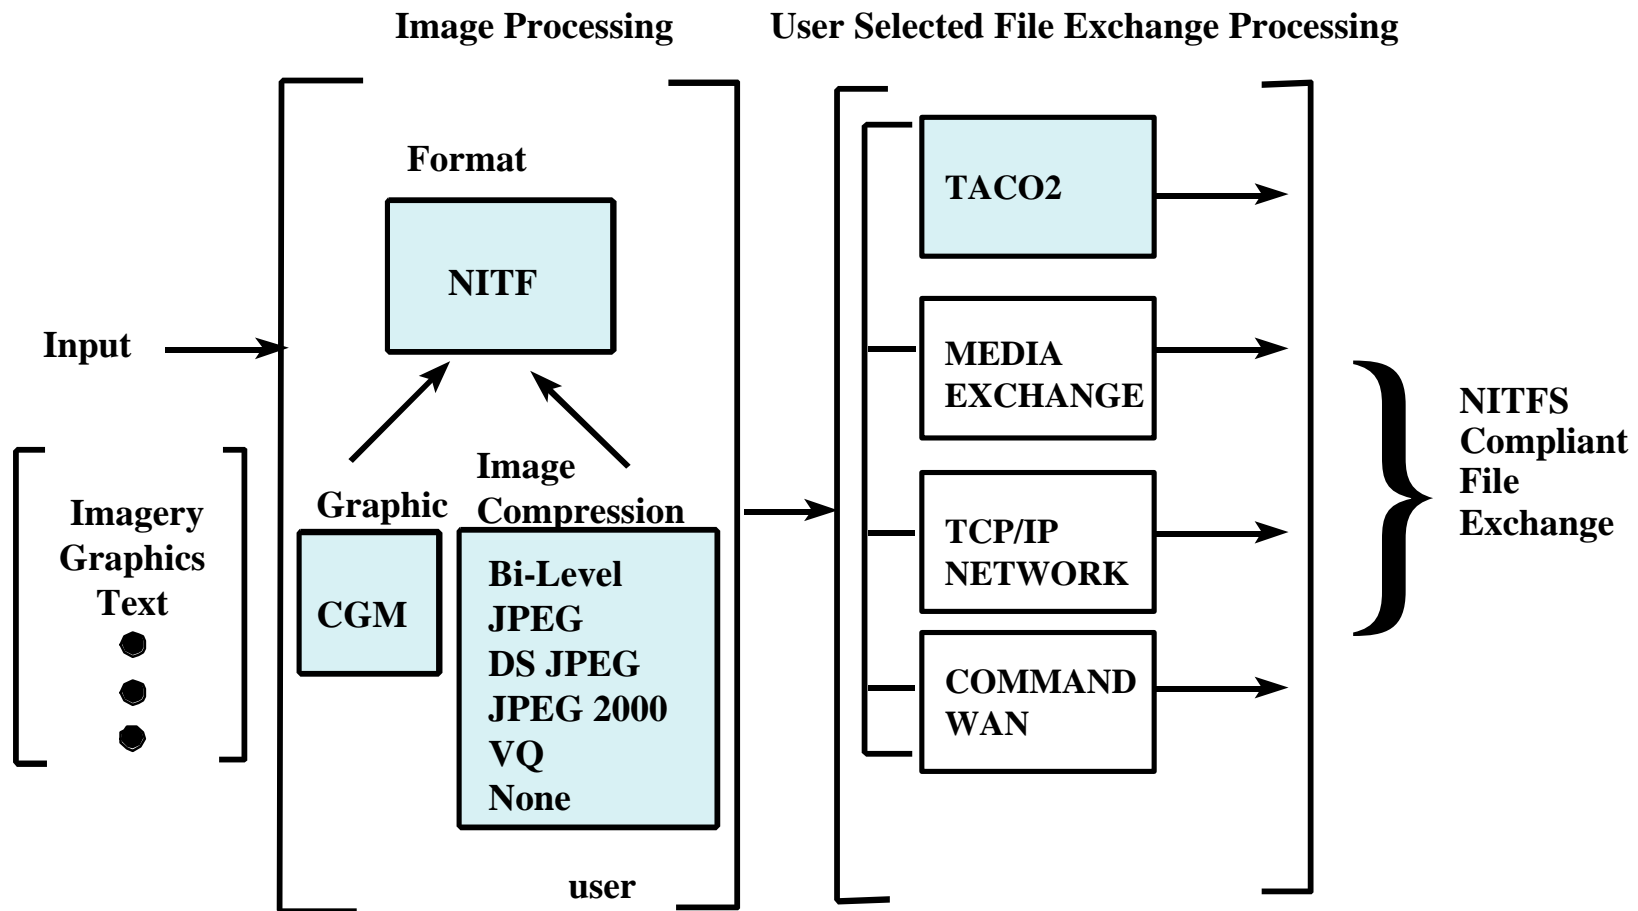 Image Processing
User Selected File Exchange Processing
Input
Imagery
Graphics
Text
Format
NITF
Graphic
CGM
Image
Compression
Bi-Level
JPEG
DS JPEG
JPEG 2000
VQ
None
user
TACO2
MEDIA
EXCHANGE
TCP/IP
NETWORK
COMMAND
WAN
NITFS
Compliant
File
Exchange